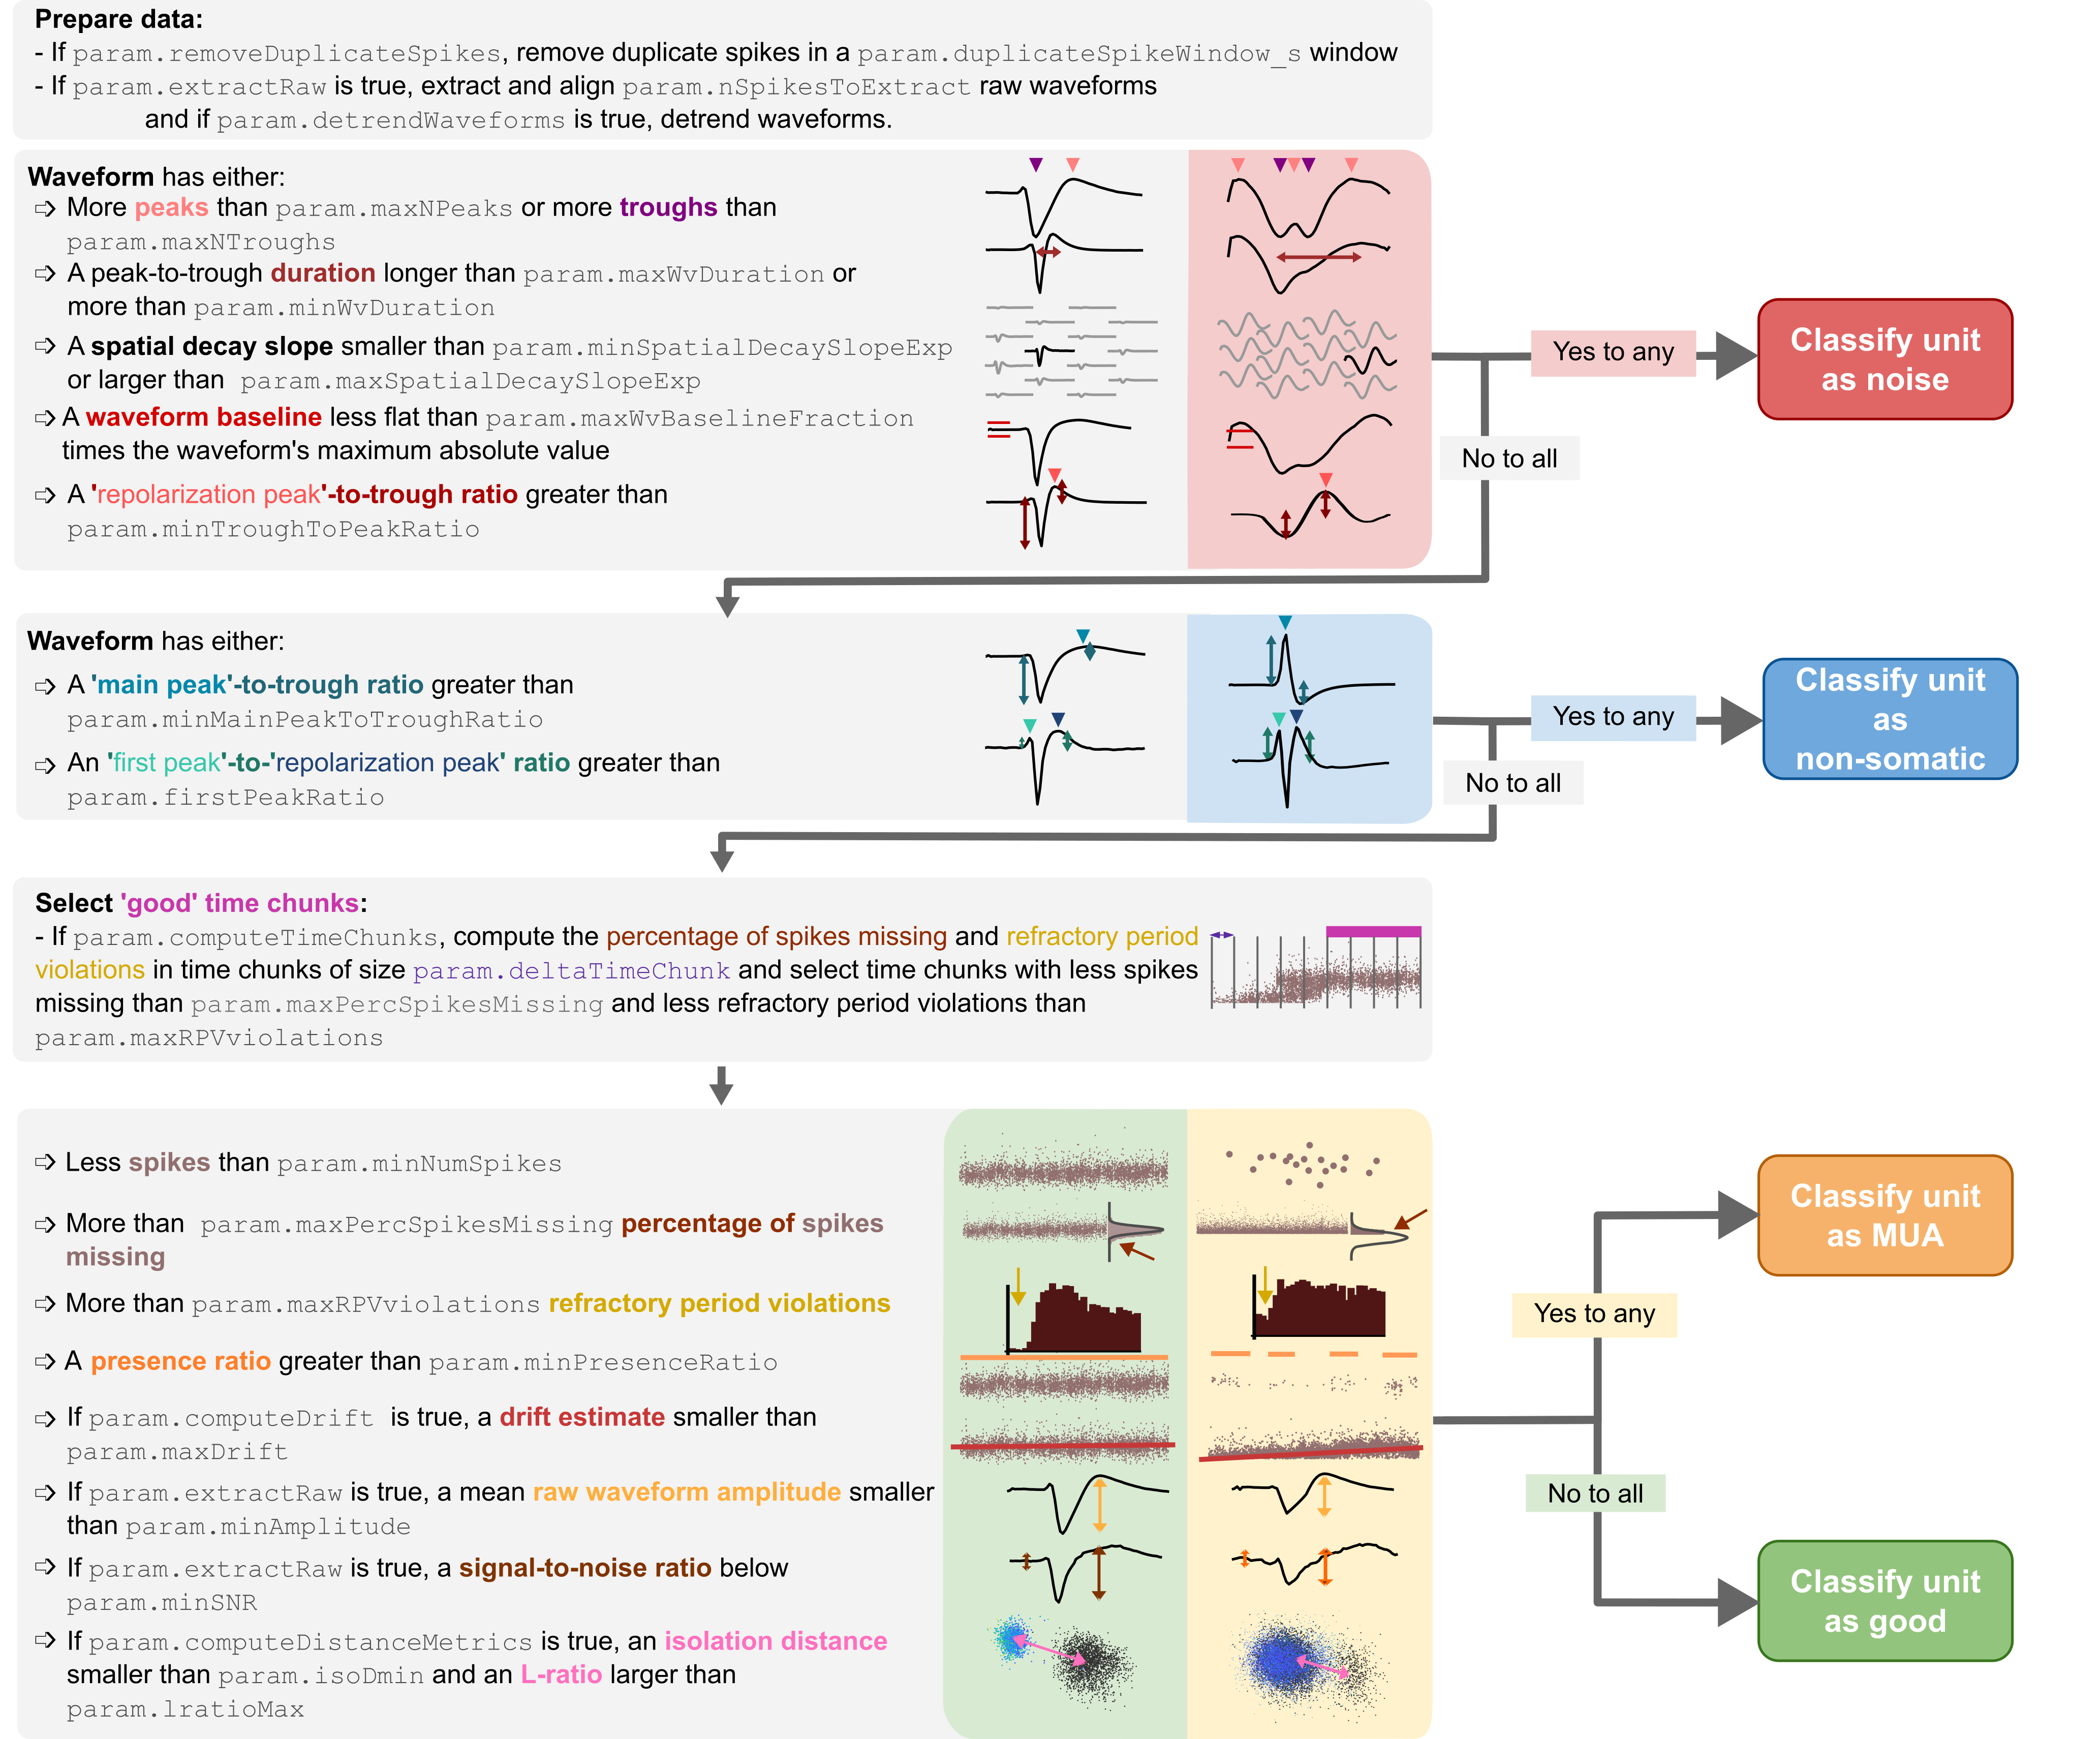 Prepare data:
- If param.removeDuplicateSpikes, remove duplicate spikes in a param.duplicateSpikeWindow_s window
- If param.extractRaw is true, extract and align param.nSpikesToExtract raw waveforms
and if param.detrendWaveforms is true, detrend waveforms.
Waveform has either:
➩ More peaks than param.maxNPeaks or more troughs than
param.maxNTroughs
➩ A peak-to-trough duration longer than param.maxWvDuration or
more than param.minWvDuration
➩ A spatial decay slope smaller than param.minSpatialDecaySlopeExp
or larger than param.maxSpatialDecaySlopeExp
➩ A waveform baseline less flat than param.maxWvBaselineFraction
times the waveform's maximum absolute value
➩ A 'repolarization peak'-to-trough ratio greater than
param.minTroughToPeakRatio
Yes to any
Classify unit
as noise
No to all
Waveform has either:
➩ A 'main peak'-to-trough ratio greater than
param.minMainPeakToTroughRatio
➩ An 'first peak'-to-'repolarization peak' ratio greater than
param.firstPeakRatio
Yes to any
Classify unit
as
non-somatic
No to all
Select 'good' time chunks:
- If param.computeTimeChunks, compute the percentage of spikes missing and refractory period
violations in time chunks of size param.deltaTimeChunk and select time chunks with less spikes
missing than param.maxPercSpikesMissing and less refractory period violations than
param.maxRPVviolations
➩ Less spikes than param.minNumSpikes
➩ More than param.maxPercSpikesMissing percentage of spikes
missing
➩ More than param.maxRPVviolations refractory period violations
➩ A presence ratio greater than param.minPresenceRatio
➩ If param.computeDrift is true, a drift estimate smaller than
param.maxDrift
➩ If param.extractRaw is true, a mean raw waveform amplitude smaller
than param.minAmplitude
➩ If param.extractRaw is true, a signal-to-noise ratio below
param.minSNR
➩ If param.computeDistanceMetrics is true, an isolation distance
smaller than param.isoDmin and an L-ratio larger than
param.lratioMax
Classify unit
as MUA
Yes to any
No to all
Classify unit
as good